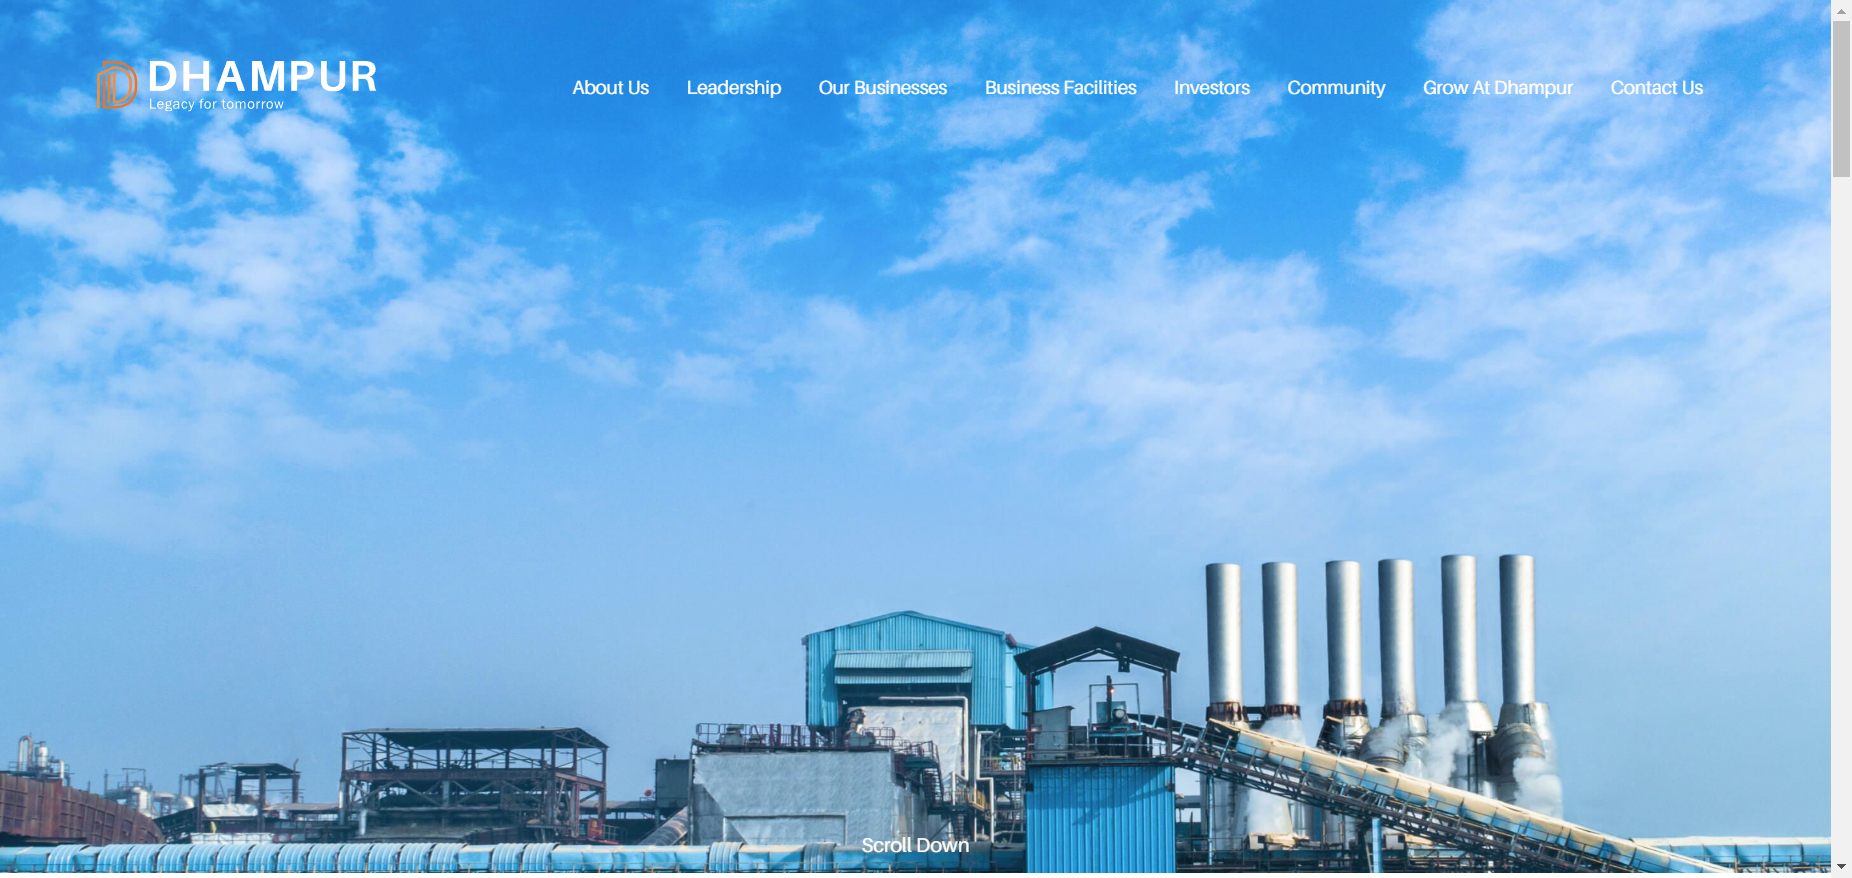 DHAMPUR
Legacy for tomorrow
About Us
Leadership
Our Businesses
Business Facilities
Investors
Community
Grow At Dhampur
Contact Us
Scroll Down